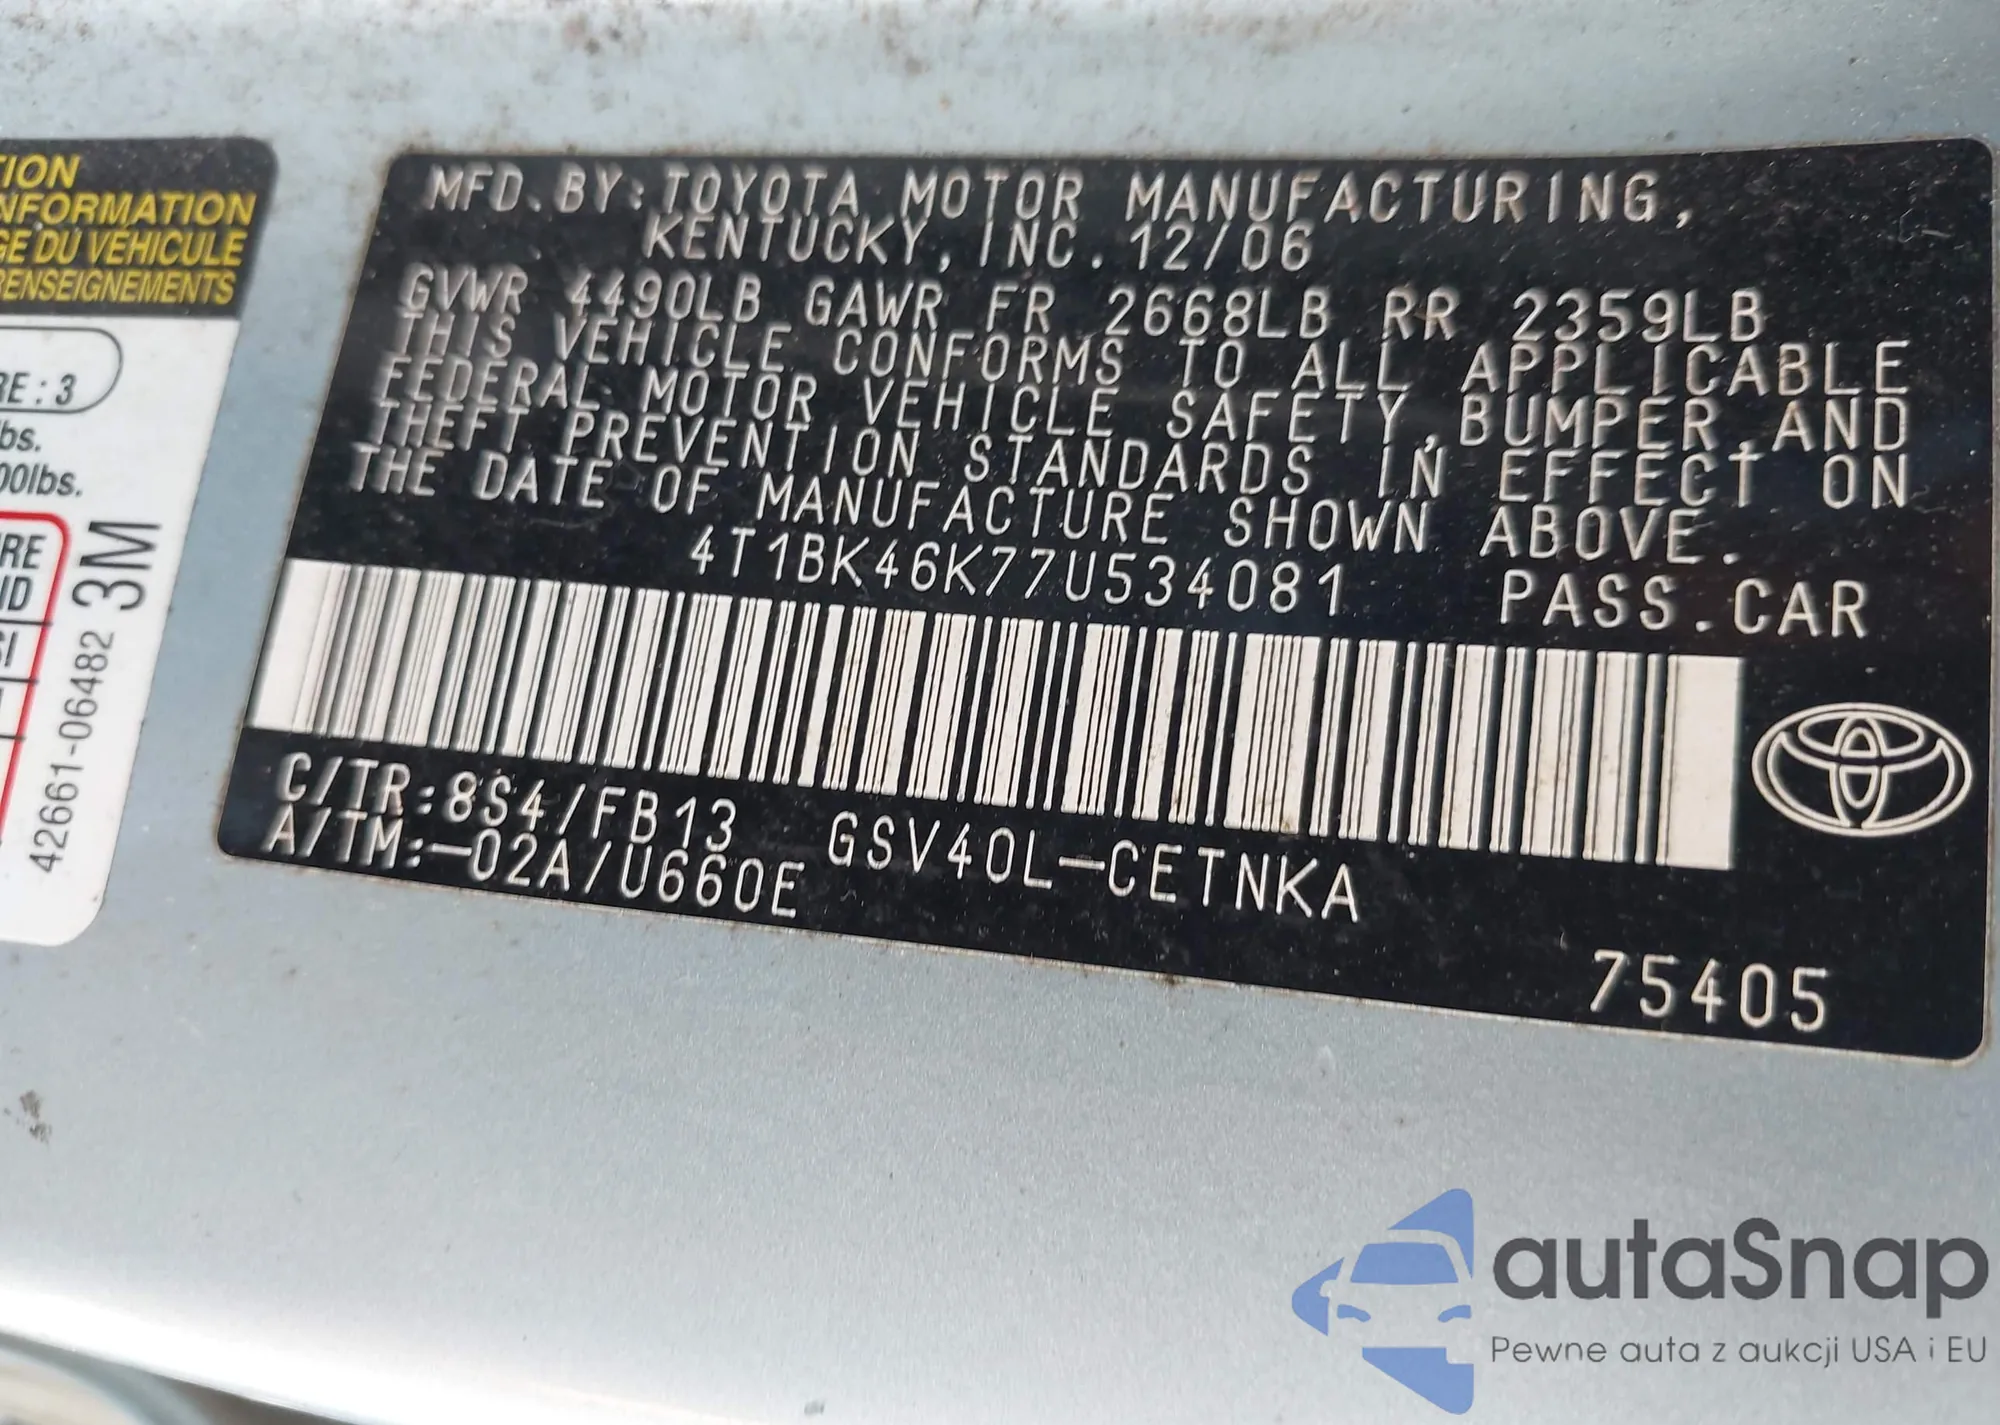 TION
NFORMATION
GE DU VÉHICULE
RENSEIGNEMENTS
RE : 3
lbs.
00lbs.
IRE
ID
SI
42661-06482 3M
MFD. BY: TOYOTA MOTOR MANUFACTURING,
KENTUCKY, INC. 12/06
GVWR 4490LB GAWR FR 2668LB RR 2359LB
THIS VEHICLE CONFORMS TO ALL APPLICABLE
FEDERAL MOTOR VEHICLE SAFETY, BUMPER, AND
THEFT PREVENTION STANDARDS IN EFFECT ON
THE DATE OF MANUFACTURE SHOWN ABOVE.
4T1BK46K77U534081 PASS. CAR
C/TR: 8S4/FB13 GSV40L-CETNKA
A/TM: -02A/U660E
75405
autaSnap
Pewne auta z aukcji USA i EU